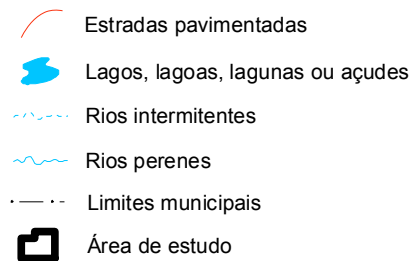 Estradas pavimentadas
Lagos, lagoas, lagunas ou açudes
Rios intermitentes
Rios perenes
Limites municipais
Área de estudo